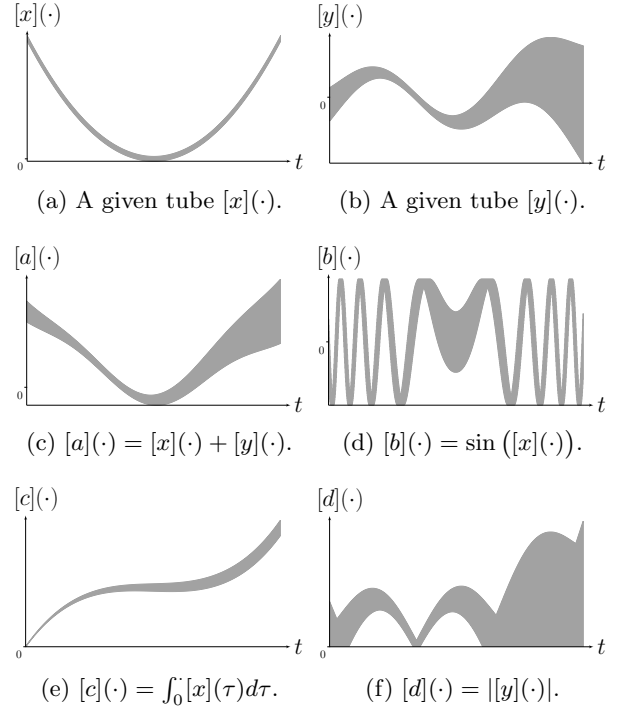 [x](·) [y](·)
0 t 0 t
(a) A given tube [x](·). (b) A given tube [y](·).
[a](·) [b](·)
0 t 0 t
(c) [a](·) = [x](·) + [y](·). (d) [b](·) = sin ([x](·)).
[c](·) [d](·)
0 t 0 t
(e) [c](·) = ∫₀˙[x](τ)dτ. (f) [d](·) = |[y](·)|.